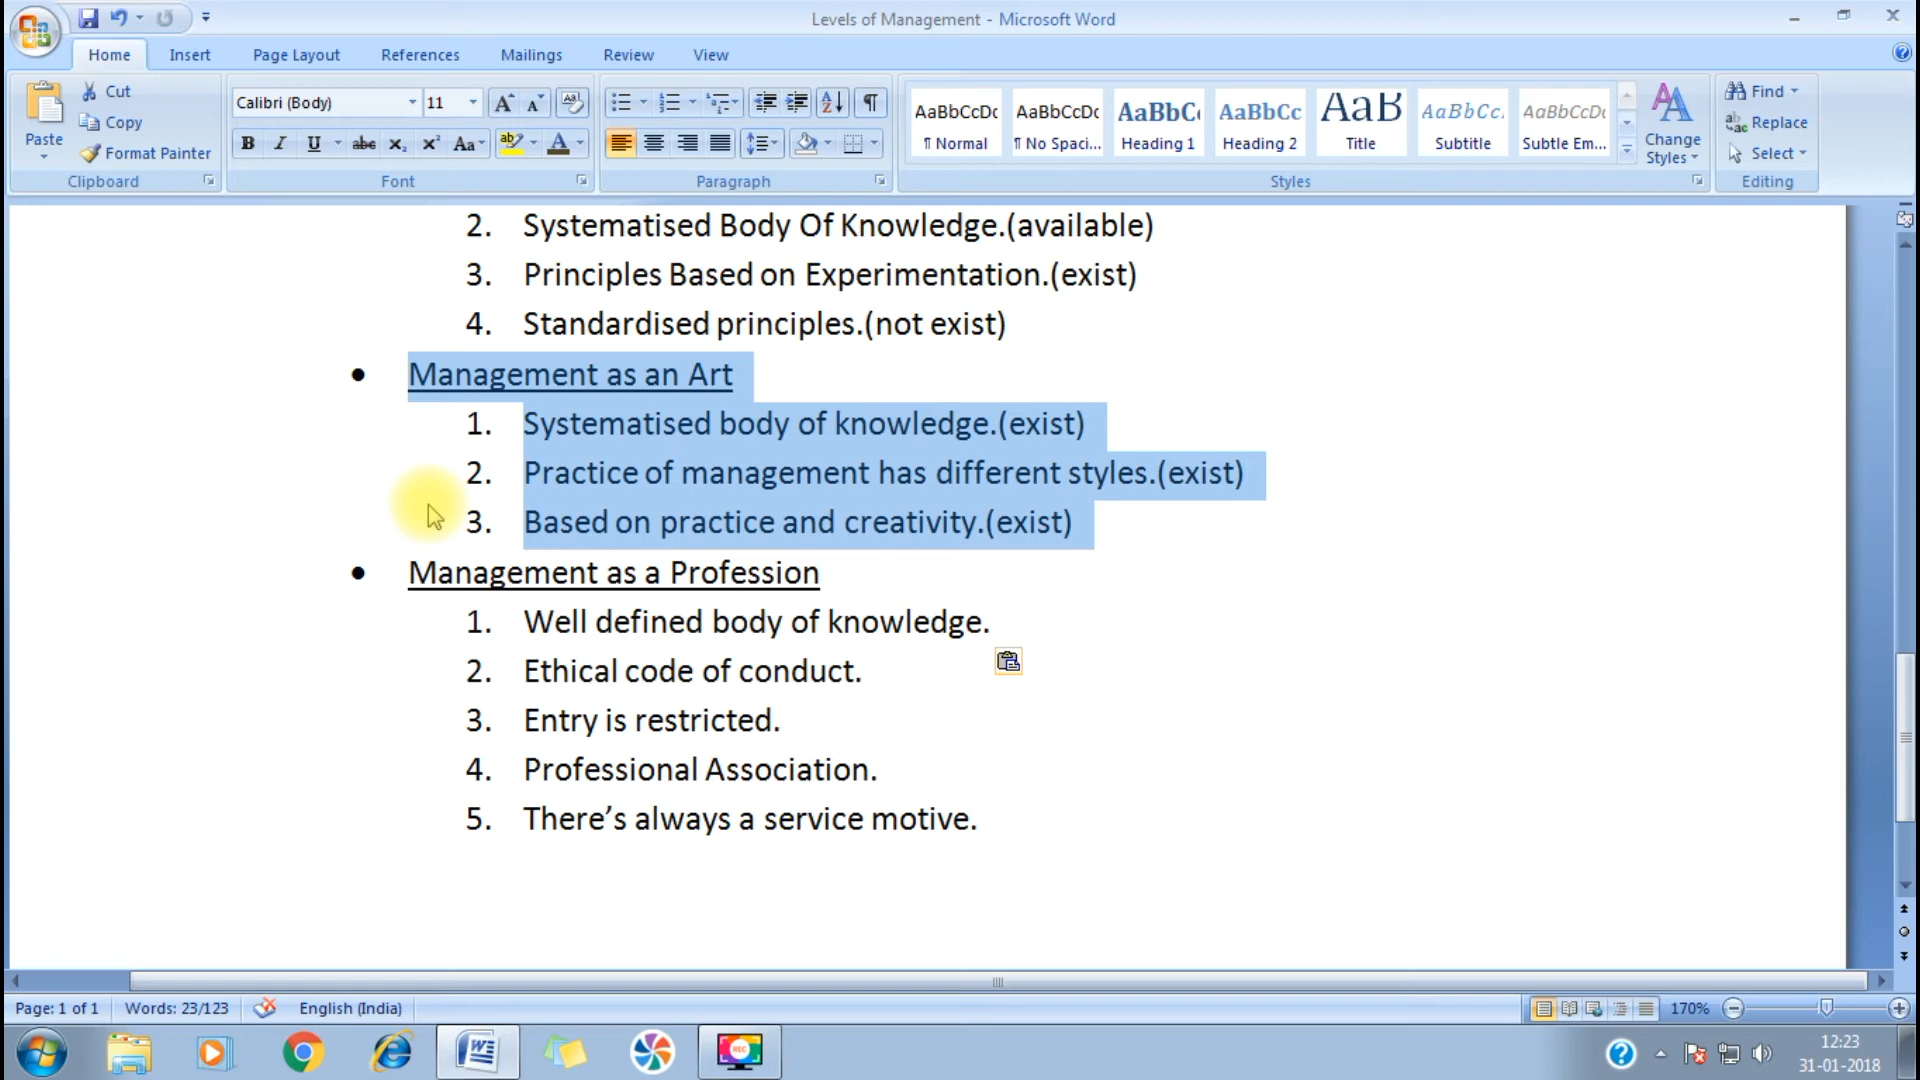 Levels of Management - Microsoft Word
Home Insert Page Layout References Mailings Review View
Paste
Cut
Copy
Format Painter
Clipboard
Calibri (Body) 11
Font
Paragraph
AaBbCcDc AaBbCcDc AaBbC AaBbCc AaB AaBbCc. AaBbCcDc
¶ Normal ¶ No Spaci... Heading 1 Heading 2 Title Subtitle Subtle Em...
Change Styles
Styles
Find
Replace
Select
Editing
2. Systematised Body Of Knowledge.(available)
3. Principles Based on Experimentation.(exist)
4. Standardised principles.(not exist)
• Management as an Art
1. Systematised body of knowledge.(exist)
2. Practice of management has different styles.(exist)
3. Based on practice and creativity.(exist)
• Management as a Profession
1. Well defined body of knowledge.
2. Ethical code of conduct.
3. Entry is restricted.
4. Professional Association.
5. There’s always a service motive.
Page: 1 of 1 Words: 23/123 English (India) 170%
12:23
31-01-2018